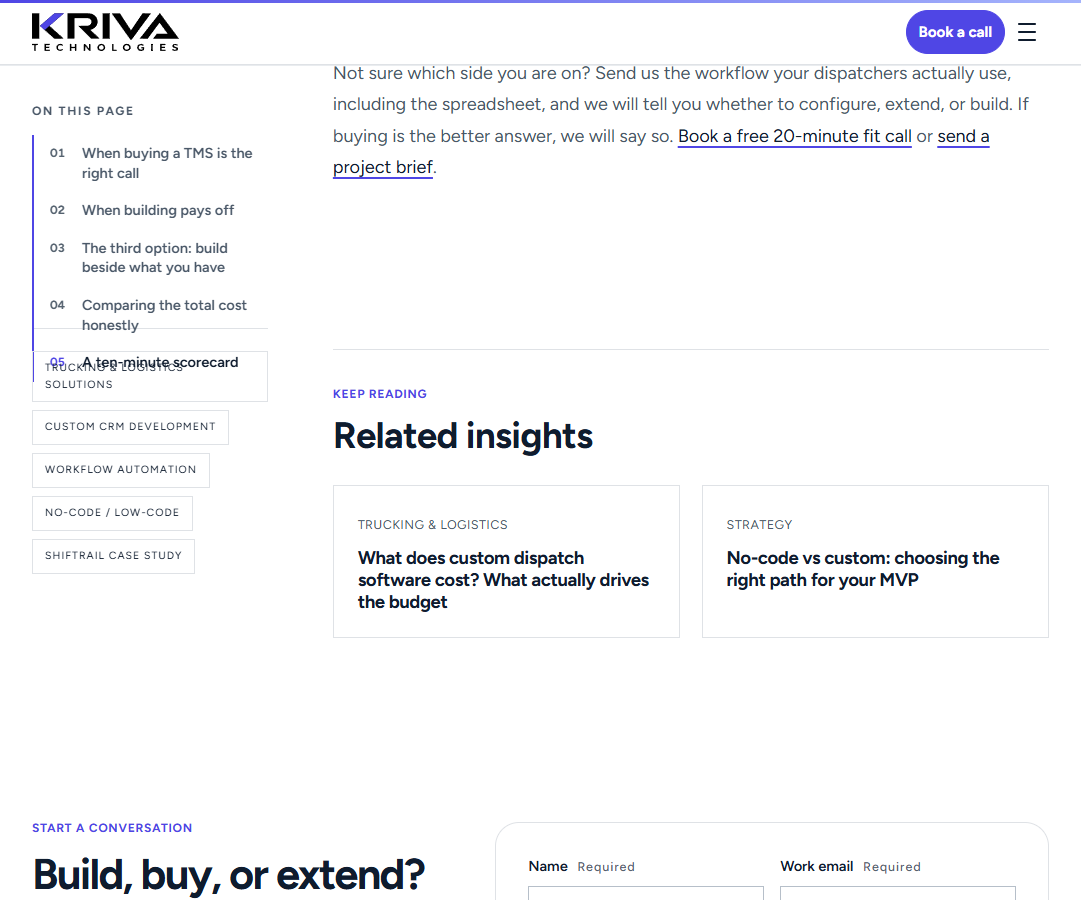 KRIVA
TECHNOLOGIES
Book a call
ON THIS PAGE
01 When buying a TMS is the
right call
02 When building pays off
03 The third option: build
beside what you have
04 Comparing the total cost
honestly
05 A ten-minute scorecard
TRUCKING & LOGISTICS
SOLUTIONS
CUSTOM CRM DEVELOPMENT
WORKFLOW AUTOMATION
NO-CODE / LOW-CODE
SHIFTRAIL CASE STUDY
Not sure which side you are on? Send us the workflow your dispatchers actually use,
including the spreadsheet, and we will tell you whether to configure, extend, or build. If
buying is the better answer, we will say so. Book a free 20-minute fit call or send a
project brief.
KEEP READING
Related insights
TRUCKING & LOGISTICS
What does custom dispatch
software cost? What actually drives
the budget
STRATEGY
No-code vs custom: choosing the
right path for your MVP
START A CONVERSATION
Build, buy, or extend?
Name Required
Work email Required